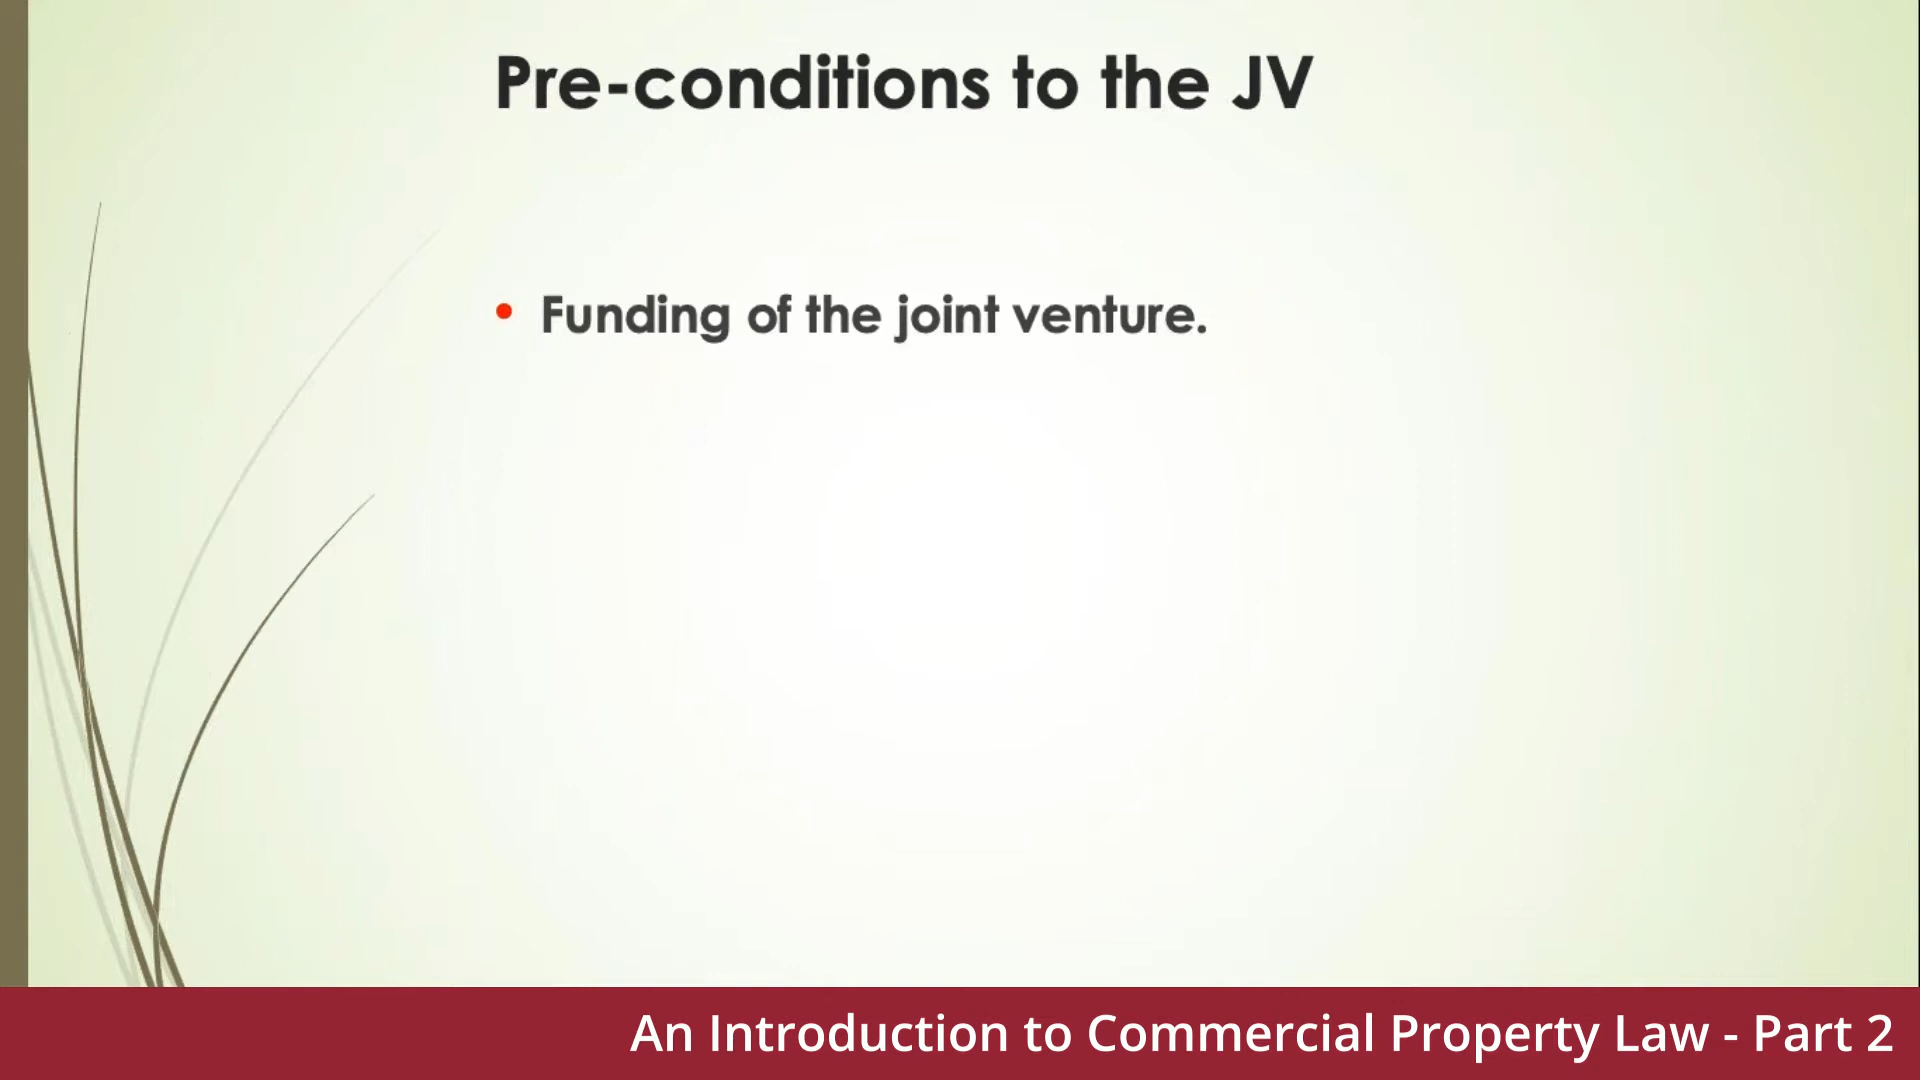 Pre-conditions to the JV
• Funding of the joint venture.
An Introduction to Commercial Property Law - Part 2